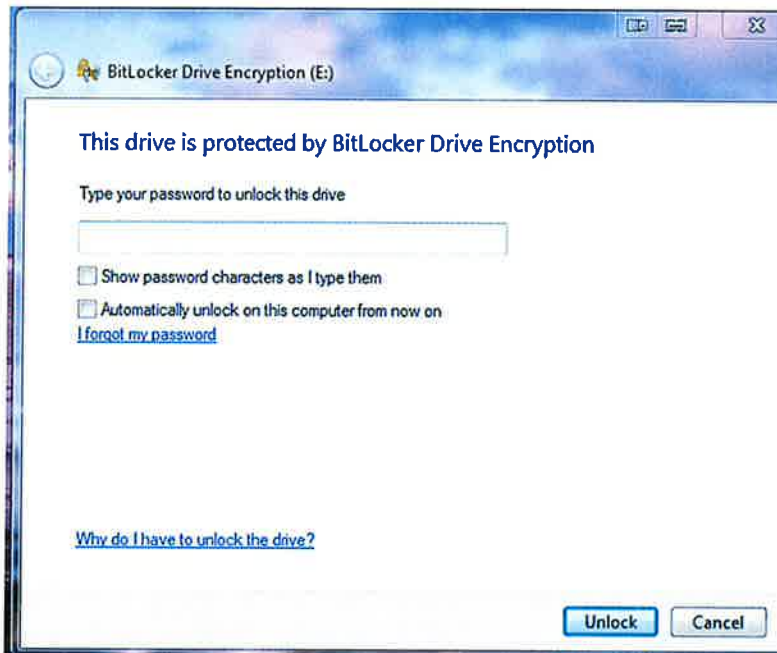 BitLocker Drive Encryption (E:)
This drive is protected by BitLocker Drive Encryption
Type your password to unlock this drive
Show password characters as I type them
Automatically unlock on this computer from now on
I forgot my password
Why do I have to unlock the drive?
Unlock
Cancel